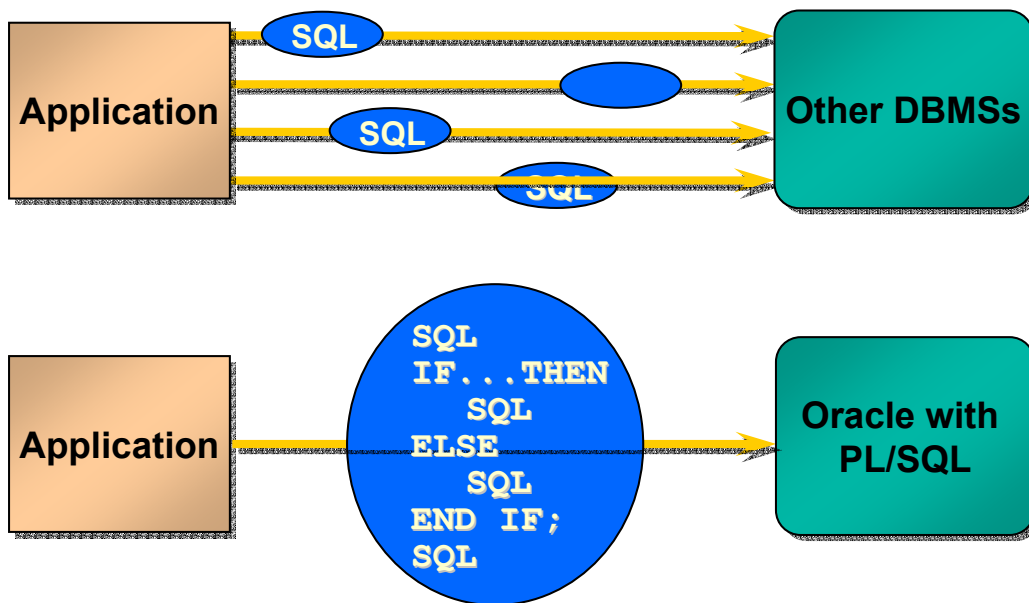 SQL
Application
Other DBMSs
SQL
SQL
SQL
IF...THEN
SQL
ELSE
SQL
END IF;
SQL
Application
Oracle with
PL/SQL